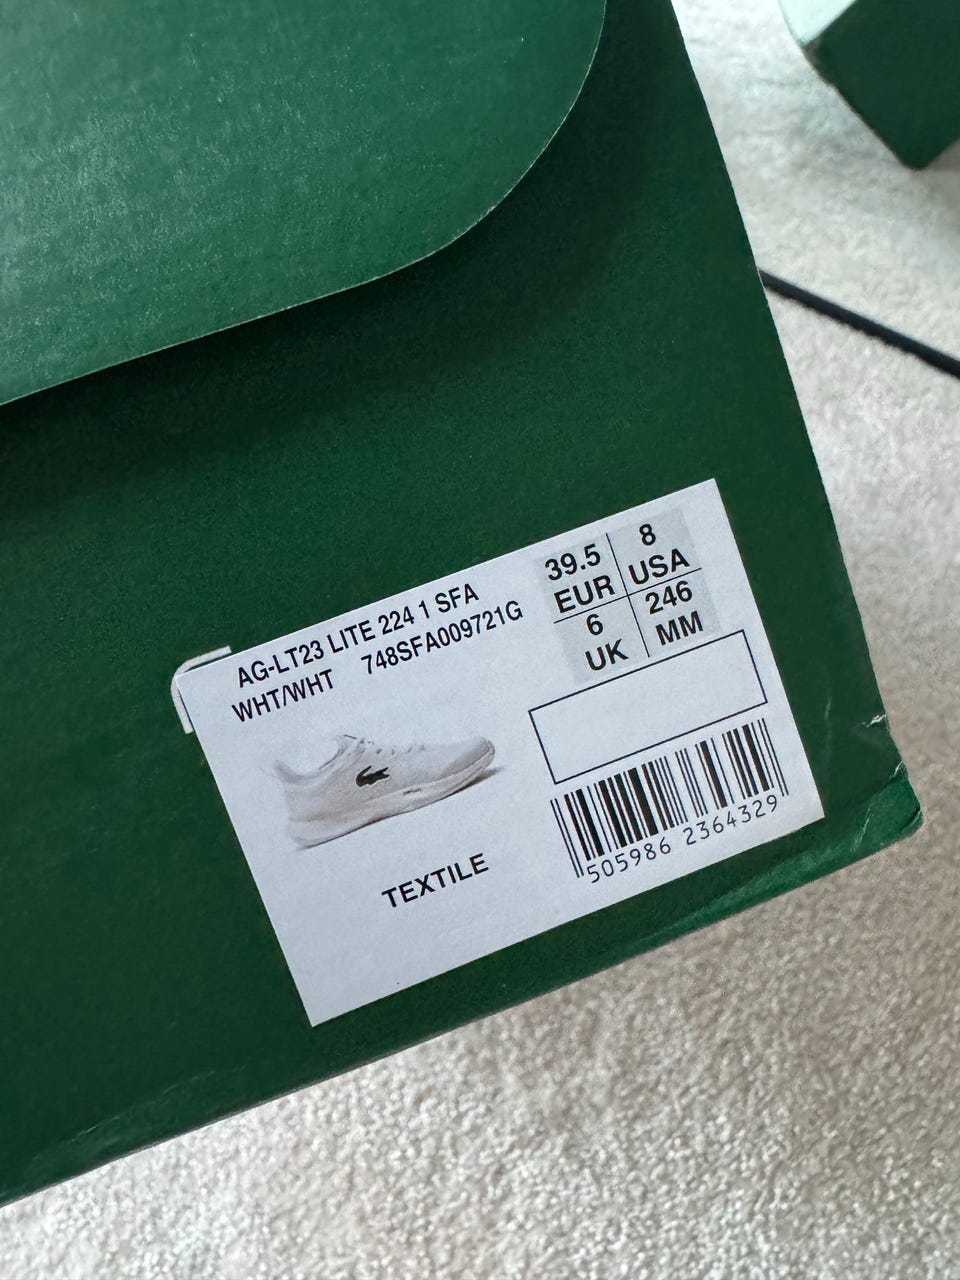 AG-LT23 LITE 224 1 SFA
WHT/WHT 748SFA009721G
39.5 EUR
8 USA
6 UK
246 MM
TEXTILE
505986 2364329